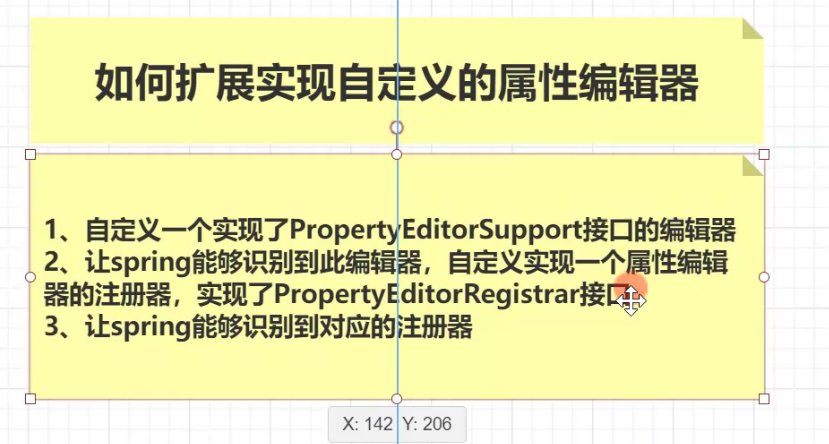 如何扩展实现自定义的属性编辑器
1、自定义一个实现了PropertyEditorSupport接口的编辑器
2、让spring能够识别到此编辑器，自定义实现一个属性编辑
器的注册器，实现了PropertyEditorRegistrar接口
3、让spring能够识别到对应的注册器
X: 142 Y: 206